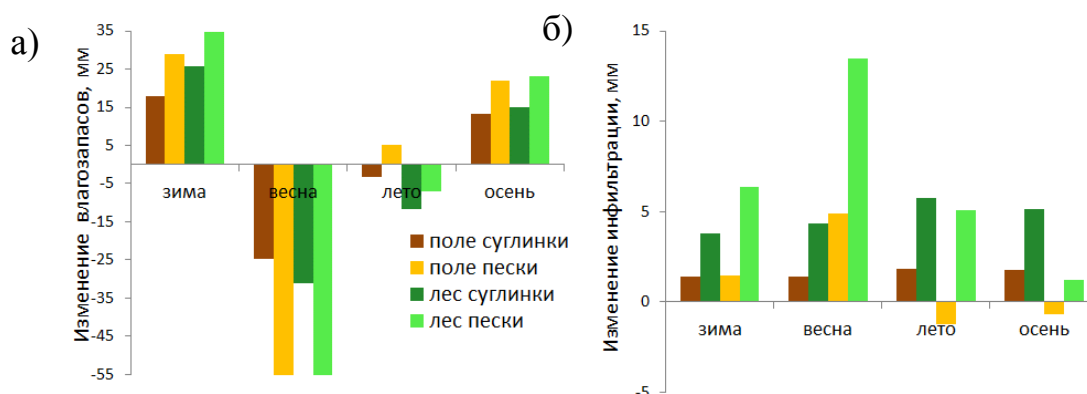 а)
Изменение влагозапасов, мм
35
25
15
5
-5
-15
-25
-35
-45
-55
зима
весна
лето
осень
поле суглинки
поле пески
лес суглинки
лес пески
б)
Изменение инфильтрации, мм
15
10
5
0
-5
зима
весна
лето
осень